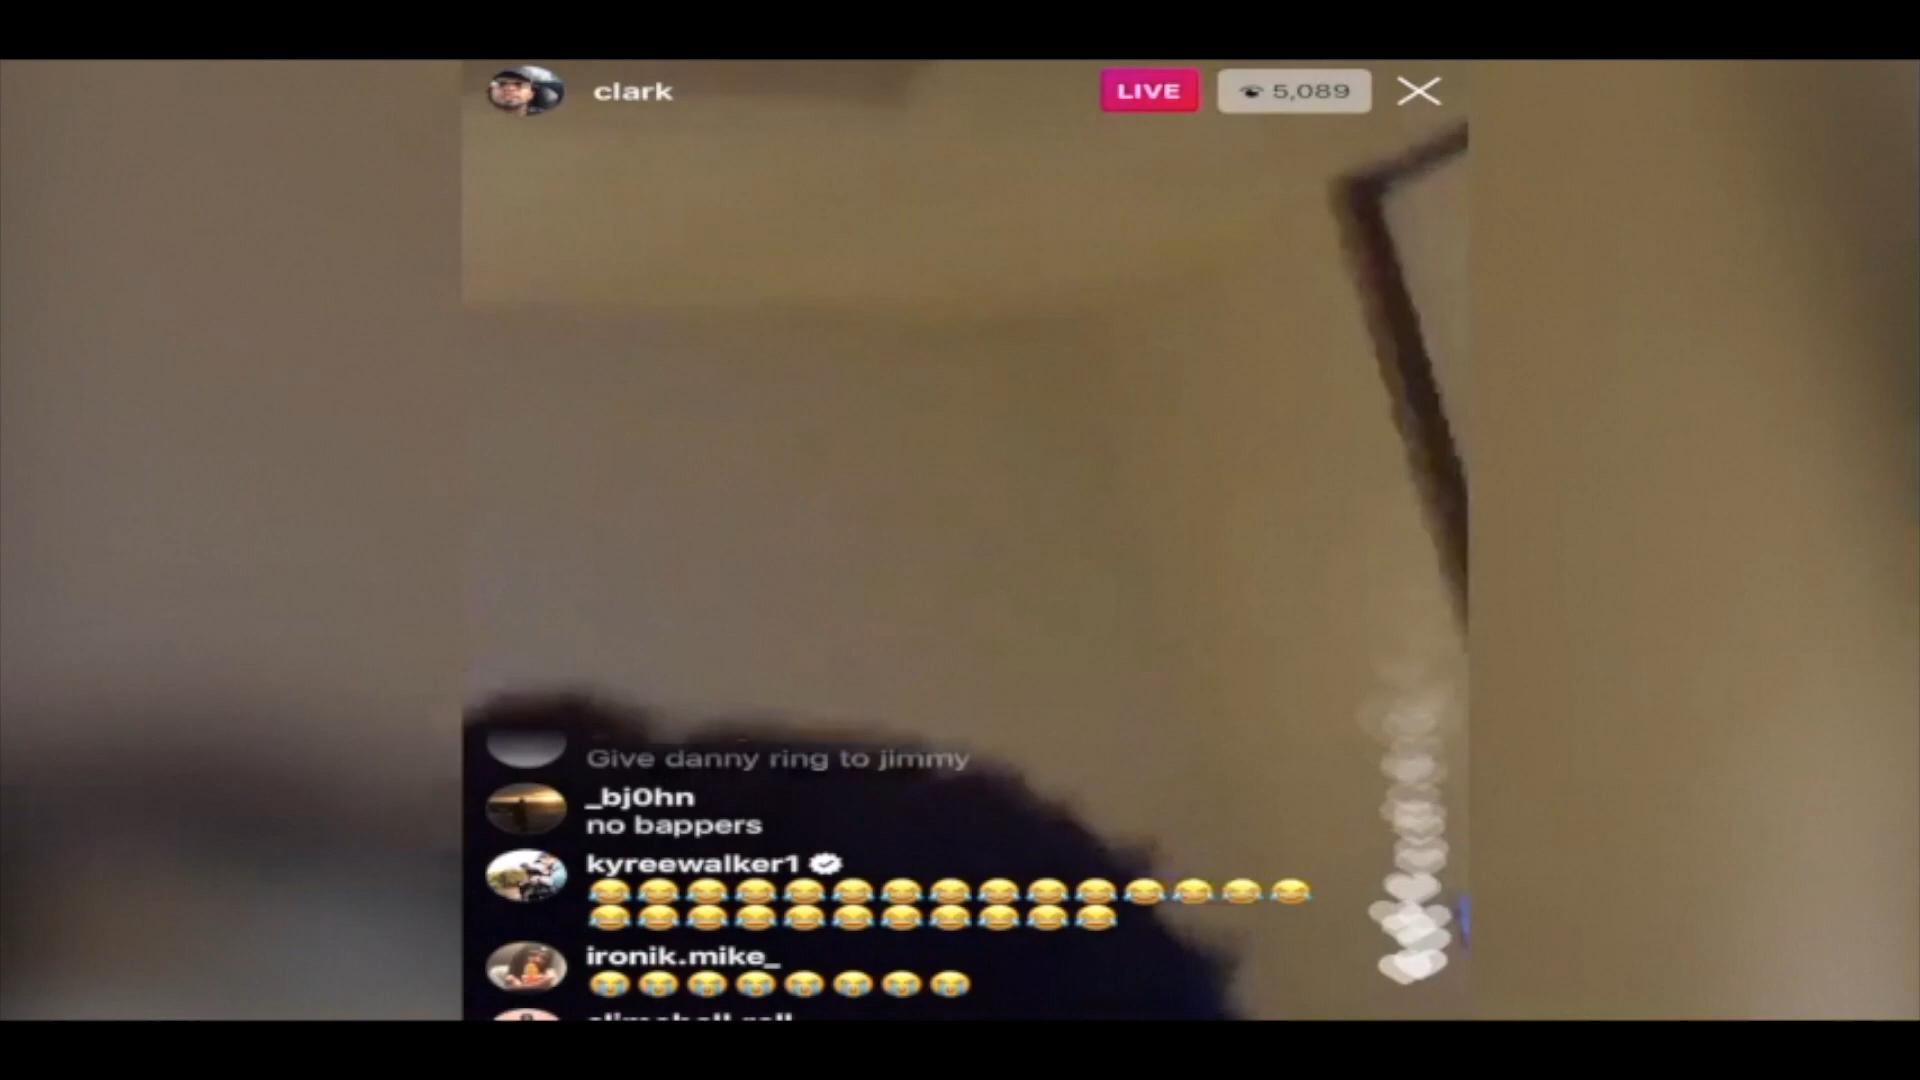 clark
LIVE
5,089
Give danny ring to jimmy
_bj0hn
no bappers
kyreewalker1
😂😂😂😂😂😂😂😂😂😂😂😂😂😂😂
😂😂😂😂😂😂😂😂😂😂😂
ironik.mike_
😭😭😭😭😭😭😭😭